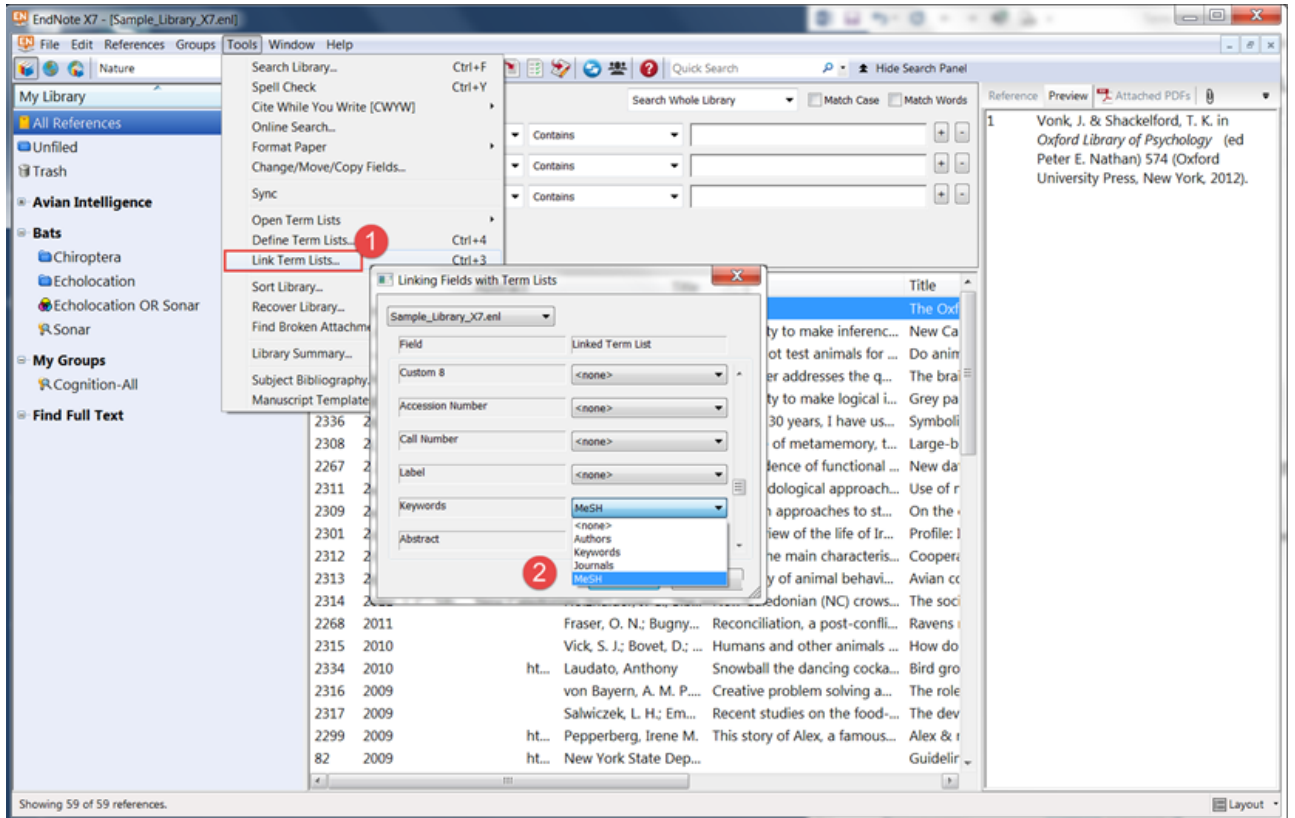 EndNote X7 - [Sample_Library_X7.enl]
File Edit References Groups Tools Window Help
Nature
Quick Search
Hide Search Panel
My Library
All References
Unfiled
Trash
Avian Intelligence
Bats
Chiroptera
Echolocation
Echolocation OR Sonar
Sonar
My Groups
Cognition-All
Find Full Text
Search Library... Ctrl+F
Spell Check Ctrl+Y
Cite While You Write [CWYW]
Online Search...
Format Paper
Change/Move/Copy Fields...
Sync
Open Term Lists
Define Term Lists... Ctrl+4
1
Link Term Lists... Ctrl+3
Sort Library...
Recover Library...
Find Broken Attachm
Library Summary...
Subject Bibliography.
Manuscript Template
Search Whole Library Match Case Match Words
Contains
Contains
Contains
Reference Preview Attached PDFs
1 Vonk, J. & Shackelford, T. K. in
Oxford Library of Psychology (ed
Peter E. Nathan) 574 (Oxford
University Press, New York, 2012).
Linking Fields with Term Lists
Sample_Library_X7.enl
Field Linked Term List
Custom 8 <none>
Accession Number <none>
Call Number <none>
Label <none>
Keywords MeSH
Abstract
<none>
Authors
Keywords
Journals
MeSH
2
Title
The Oxf
ty to make inferenc... New Ca
ot test animals for ... Do anim
er addresses the q... The brai
ty to make logical i... Grey pa
2336 2 30 years, I have us... Symboli
2308 2 of metamemory, t... Large-b
2267 2 dence of functional ... New da
2311 2 dological approach... Use of r
2309 2 approaches to st... On the
2301 2 iew of the life of Ir... Profile: I
2312 2 he main characteris... Coopera
2313 2 y of animal behavi... Avian co
2314 edonian (NC) crows... The soci
2268 2011 Fraser, O. N.; Bugny... Reconciliation, a post-confli... Ravens
2315 2010 Vick, S. J.; Bovet, D.; ... Humans and other animals ... How do
2334 2010 ht... Laudato, Anthony Snowball the dancing cocka... Bird gro
2316 2009 von Bayern, A. M. P.... Creative problem solving a... The role
2317 2009 Salwiczek, L. H.; Em... Recent studies on the food-... The dev
2299 2009 ht... Pepperberg, Irene M. This story of Alex, a famous... Alex &
82 2009 ht... New York State Dep... Guidelir
Showing 59 of 59 references.
Layout